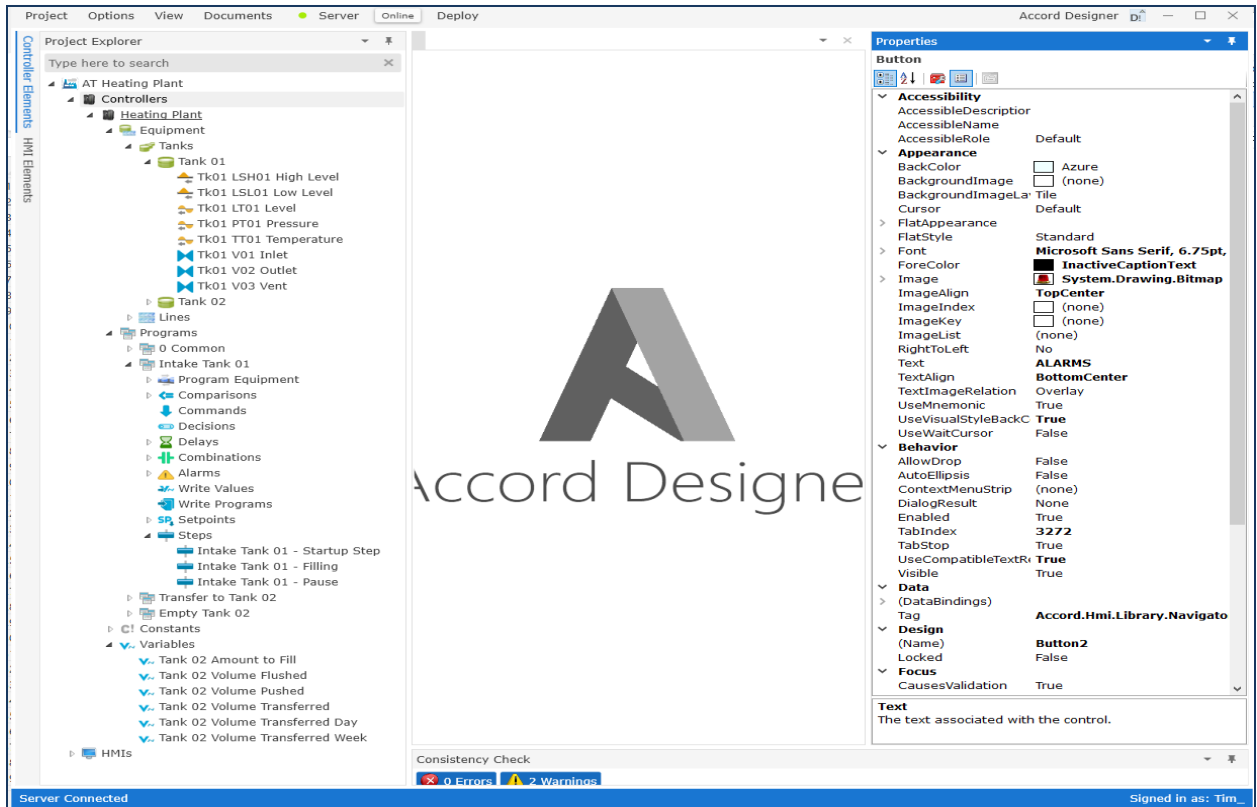 Project Options View Documents Server Online Deploy Accord Designer D!
Controller Elements
HMI Elements
Project Explorer
Type here to search
AT Heating Plant
Controllers
Heating Plant
Equipment
Tanks
Tank 01
Tk01 LSH01 High Level
Tk01 LSL01 Low Level
Tk01 LT01 Level
Tk01 PT01 Pressure
Tk01 TT01 Temperature
Tk01 V01 Inlet
Tk01 V02 Outlet
Tk01 V03 Vent
Tank 02
Lines
Programs
0 Common
Intake Tank 01
Program Equipment
Comparisons
Commands
Decisions
Delays
Combinations
Alarms
Write Values
Write Programs
SP Setpoints
Steps
Intake Tank 01 - Startup Step
Intake Tank 01 - Filling
Intake Tank 01 - Pause
Transfer to Tank 02
Empty Tank 02
C! Constants
Variables
Tank 02 Amount to Fill
Tank 02 Volume Flushed
Tank 02 Volume Pushed
Tank 02 Volume Transferred
Tank 02 Volume Transferred Day
Tank 02 Volume Transferred Week
HMIs
Accord Designe
Consistency Check
0 Errors 2 Warnings
Properties
Button
Accessibility
AccessibleDescription
AccessibleName
AccessibleRole Default
Appearance
BackColor Azure
BackgroundImage (none)
BackgroundImageLa Tile
Cursor Default
FlatAppearance
FlatStyle Standard
Font Microsoft Sans Serif, 6.75pt,
ForeColor InactiveCaptionText
Image System.Drawing.Bitmap
ImageAlign TopCenter
ImageIndex (none)
ImageKey (none)
ImageList (none)
RightToLeft No
Text ALARMS
TextAlign BottomCenter
TextImageRelation Overlay
UseMnemonic True
UseVisualStyleBackC True
UseWaitCursor False
Behavior
AllowDrop False
AutoEllipsis False
ContextMenuStrip (none)
DialogResult None
Enabled True
TabIndex 3272
TabStop True
UseCompatibleTextRe True
Visible True
Data
(DataBindings)
Tag Accord.Hmi.Library.Navigato
Design
(Name) Button2
Locked False
Focus
CausesValidation True
Text
The text associated with the control.
Server Connected Signed in as: Tim_